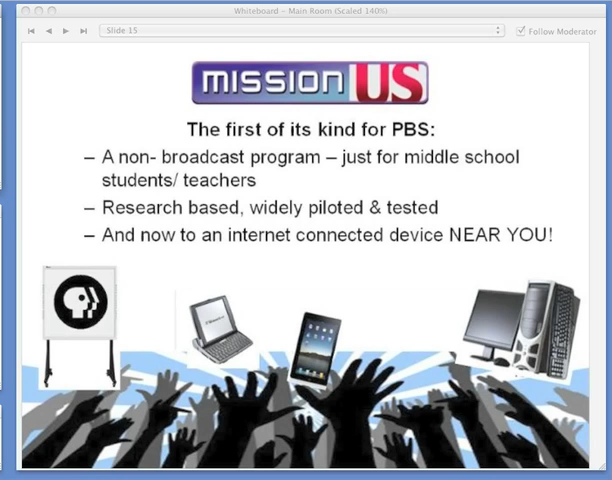 Whiteboard – Main Room (Scaled 140%)
Slide 15
Follow Moderator
MISSION US
The first of its kind for PBS:
– A non- broadcast program – just for middle school
students/ teachers
– Research based, widely piloted & tested
– And now to an internet connected device NEAR YOU!